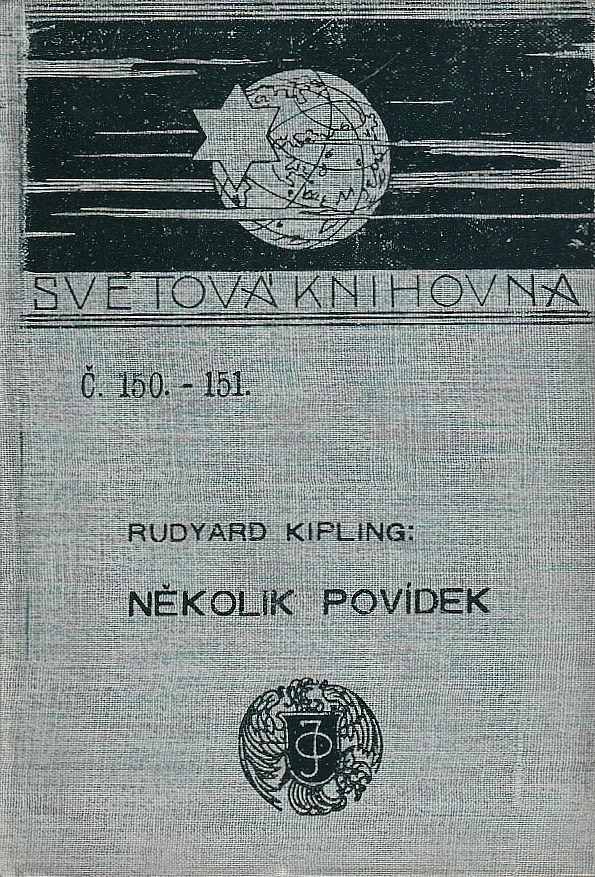 SVĚTOVÁ KNIHOVNA
Č. 150. - 151.
RUDYARD KIPLING:
NĚKOLIK POVÍDEK